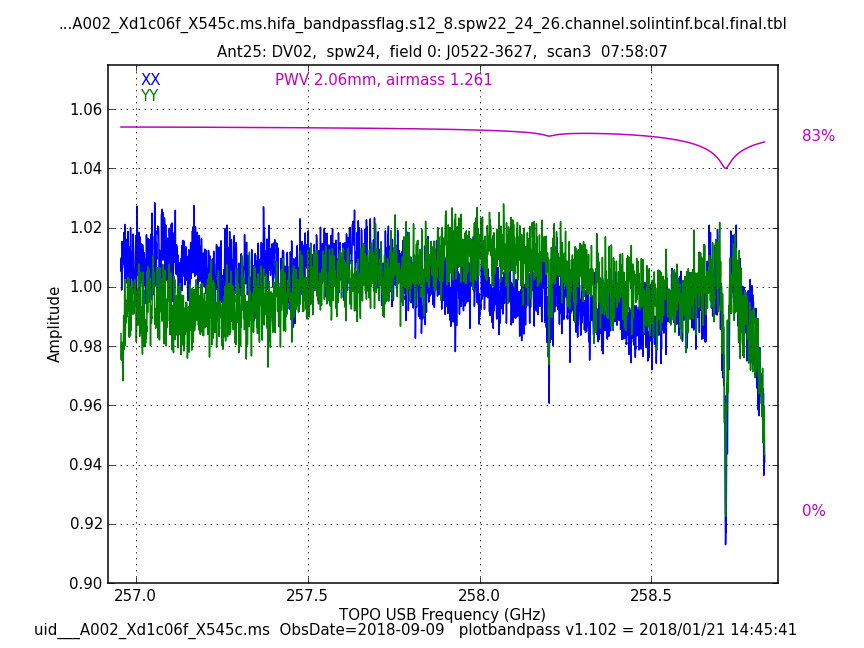 ...A002_Xd1c06f_X545c.ms.hifa_bandpassflag.s12_8.spw22_24_26.channel.solintinf.bcal.final.tbl
Ant25: DV02,  spw24,  field 0: J0522-3627,  scan3  07:58:07
XX
PWV 2.06mm, airmass 1.261
YY
1.06
83%
1.04
1.02
1.00
Amplitude
0.98
0.96
0.94
0%
0.92
0.90
257.0 257.5 258.0 258.5
TOPO USB Frequency (GHz)
uid___A002_Xd1c06f_X545c.ms  ObsDate=2018-09-09   plotbandpass v1.102 = 2018/01/21 14:45:41